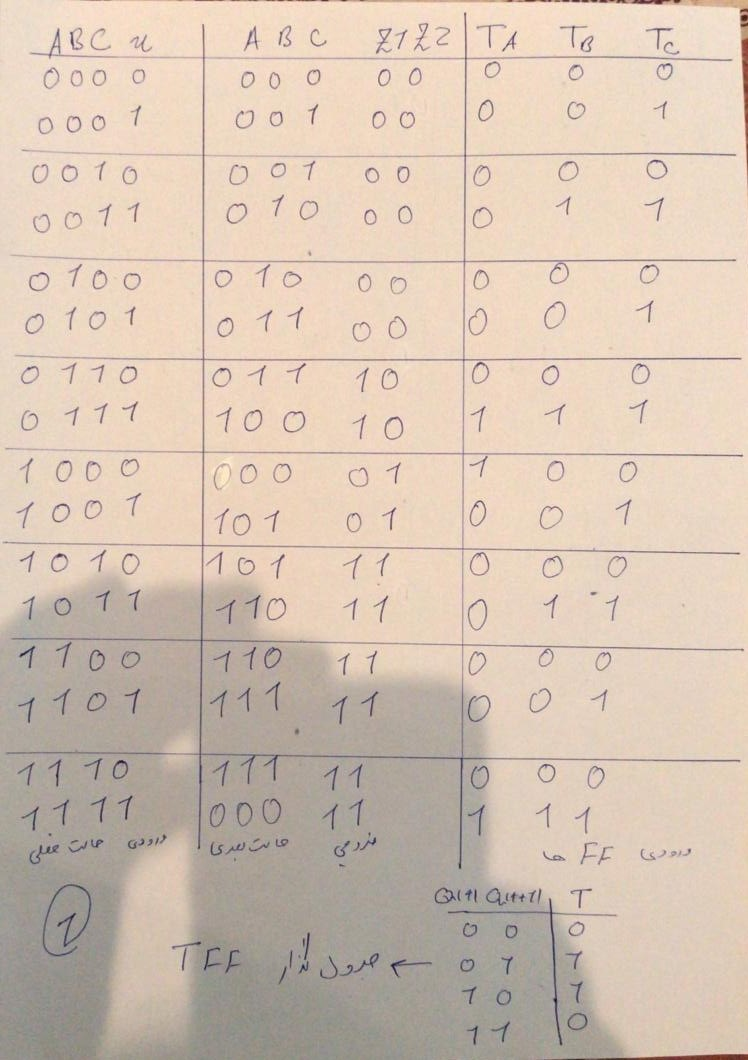 A B C x A B C Z1 Z2 TA TB TC
0 0 0 0 0 0 0 0 0 0 0 0
0 0 0 1 0 0 1 0 0 0 0 1
0 0 1 0 0 0 1 0 0 0 0 0
0 0 1 1 0 1 0 0 0 0 1 1
0 1 0 0 0 1 0 0 0 0 0 0
0 1 0 1 0 1 1 0 0 0 0 1
0 1 1 0 0 1 1 1 0 0 0 0
0 1 1 1 1 0 0 1 0 1 1 1
1 0 0 0 0 0 0 0 1 1 0 0
1 0 0 1 1 0 1 0 1 0 0 1
1 0 1 0 1 0 1 1 1 0 0 0
1 0 1 1 1 1 0 1 1 0 1 1
1 1 0 0 1 1 0 1 1 0 0 0
1 1 0 1 1 1 1 1 1 0 0 1
1 1 1 0 1 1 1 1 1 0 0 0
1 1 1 1 0 0 0 1 1 1 1 1
حالت فعلی ورودی حالت بعدی خروجی ورودی FF ها
Q(t) Q(t+1) T
0 0 0
0 1 1
1 0 1
1 1 0
جدول گذار TFF ←
1